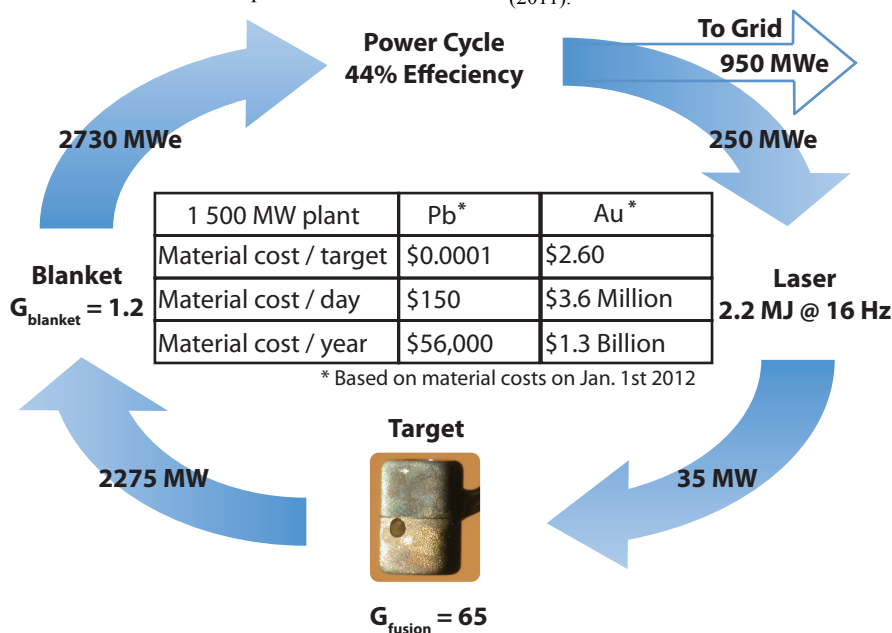 (2011).
Power Cycle
44% Effeciency
To Grid
950 MWe
2730 MWe
250 MWe
1 500 MW plant Pb* Au*
Material cost / target $0.0001 $2.60
Material cost / day $150 $3.6 Million
Material cost / year $56,000 $1.3 Billion
* Based on material costs on Jan. 1st 2012
Blanket
G_blanket = 1.2
Laser
2.2 MJ @ 16 Hz
Target
2275 MW
35 MW
G_fusion = 65